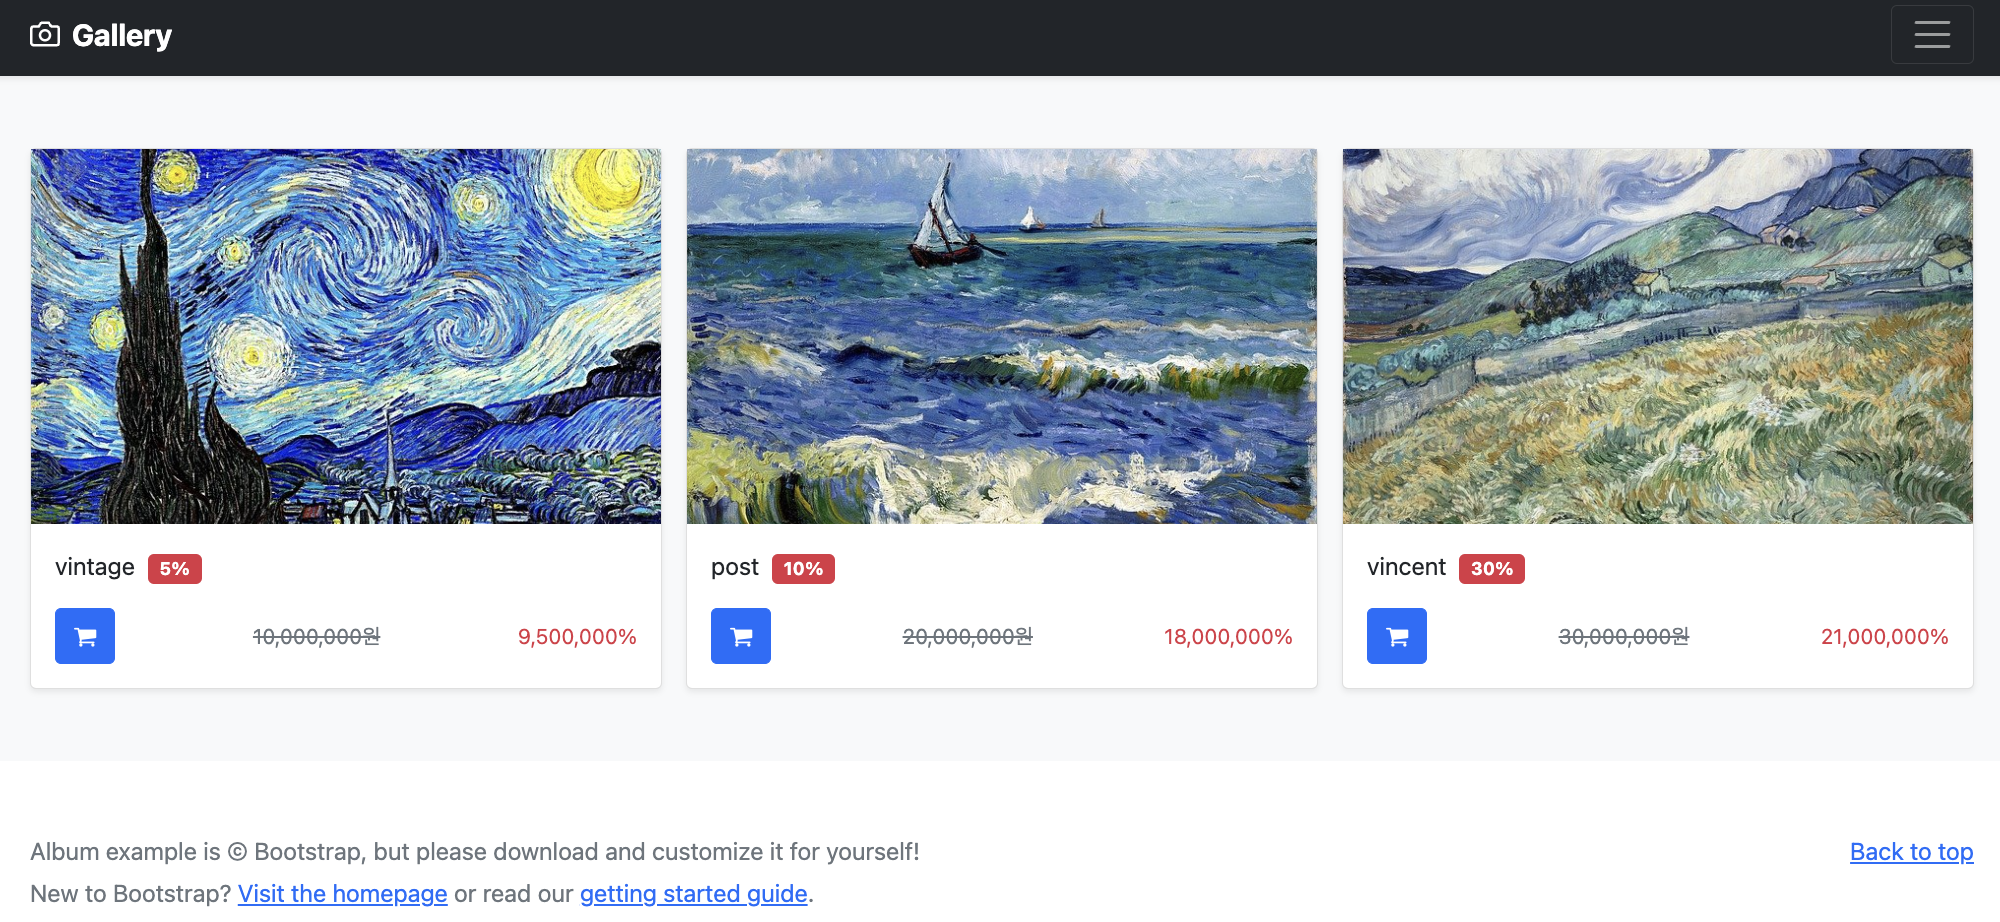 Gallery
vintage 5%
10,000,000원 9,500,000%
post 10%
20,000,000원 18,000,000%
vincent 30%
30,000,000원 21,000,000%
Album example is © Bootstrap, but please download and customize it for yourself!
Back to top
New to Bootstrap? Visit the homepage or read our getting started guide.